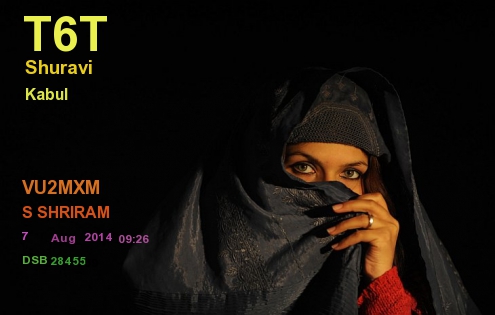 T6T
Shuravi
Kabul
VU2MXM
S SHRIRAM
7 Aug 2014 09:26
DSB 28455